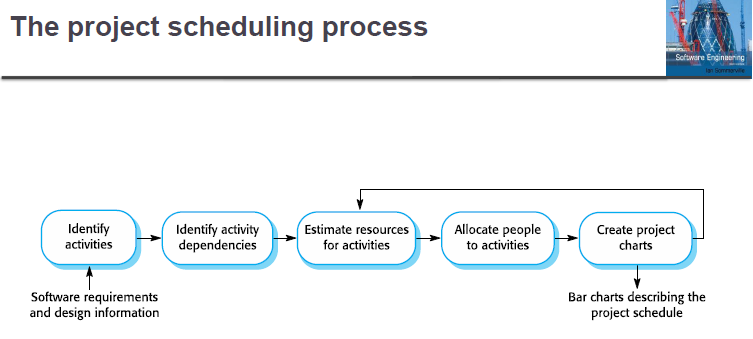 The project scheduling process
Software Engineering
Ian Sommerville
Identify
activities
Identify activity
dependencies
Estimate resources
for activities
Allocate people
to activities
Create project
charts
Software requirements
and design information
Bar charts describing the
project schedule